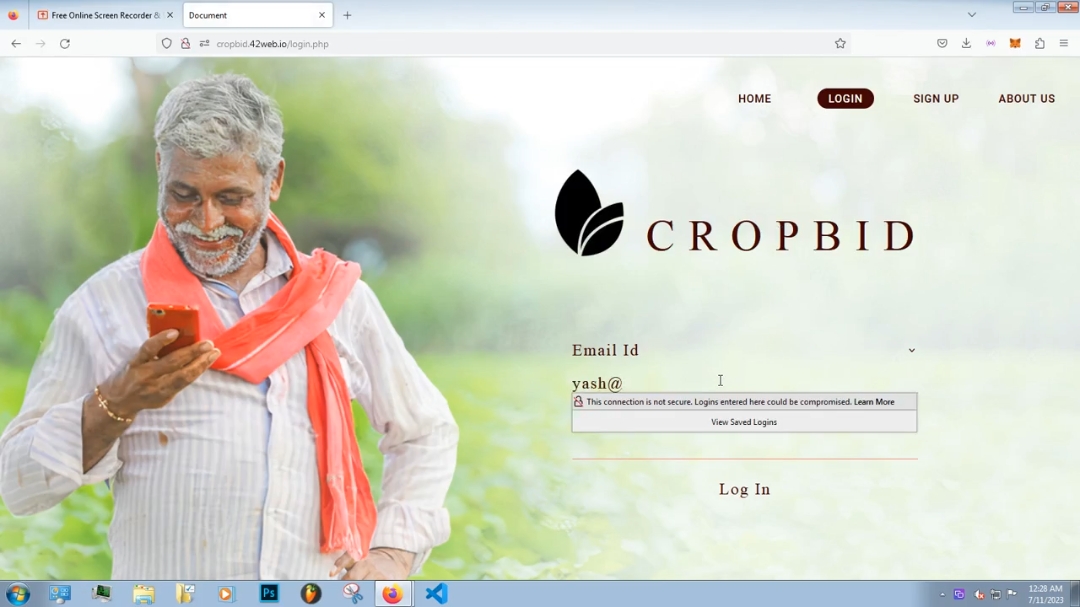 Free Online Screen Recorder &
Document
cropbid.42web.io/login.php
HOME
LOGIN
SIGN UP
ABOUT US
CROPBID
Email Id
yash@
This connection is not secure. Logins entered here could be compromised. Learn More
View Saved Logins
Log In
Ps
12:28 AM
7/11/2023